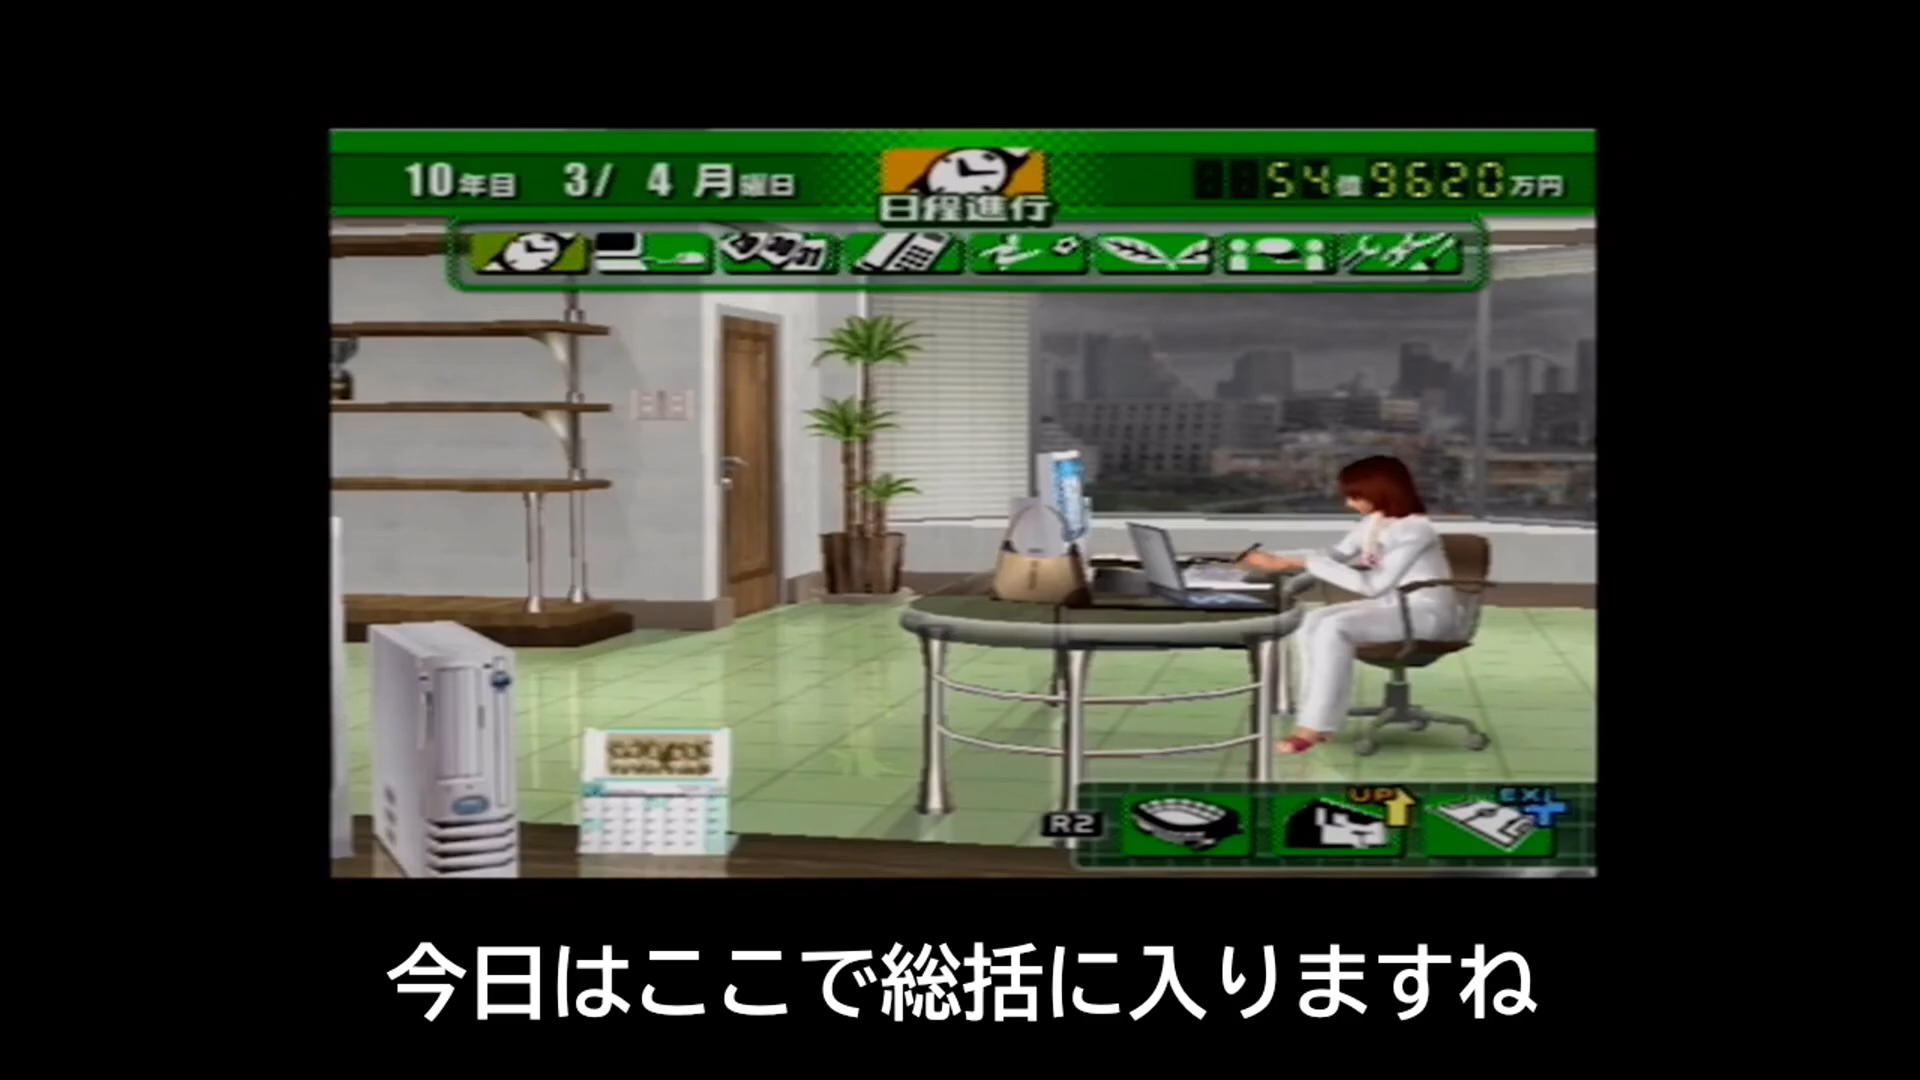 10年目 3/ 4 月曜日
54億9620万円
日程進行
R2
UP
今日はここで総括に入りますね